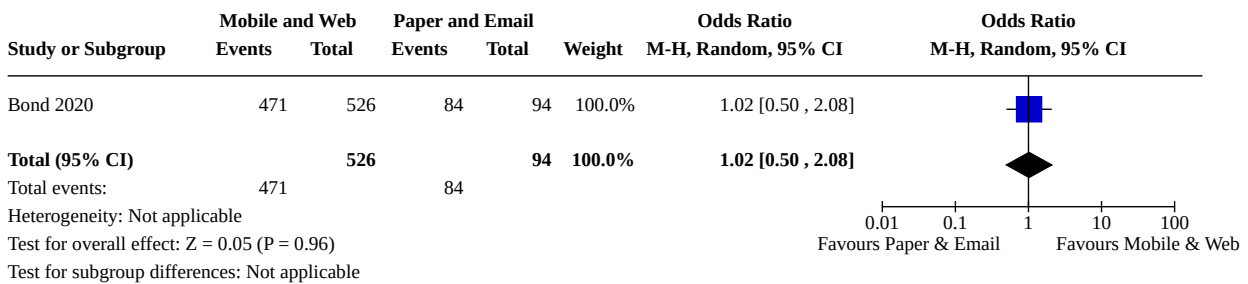 Mobile and Web Paper and Email Odds Ratio Odds Ratio
Study or Subgroup Events Total Events Total Weight M-H, Random, 95% CI M-H, Random, 95% CI
Bond 2020 471 526 84 94 100.0% 1.02 [0.50 , 2.08]
Total (95% CI) 526 94 100.0% 1.02 [0.50 , 2.08]
Total events: 471 84
Heterogeneity: Not applicable
0.01 0.1 1 10 100
Test for overall effect: Z = 0.05 (P = 0.96) Favours Paper & Email Favours Mobile & Web
Test for subgroup differences: Not applicable